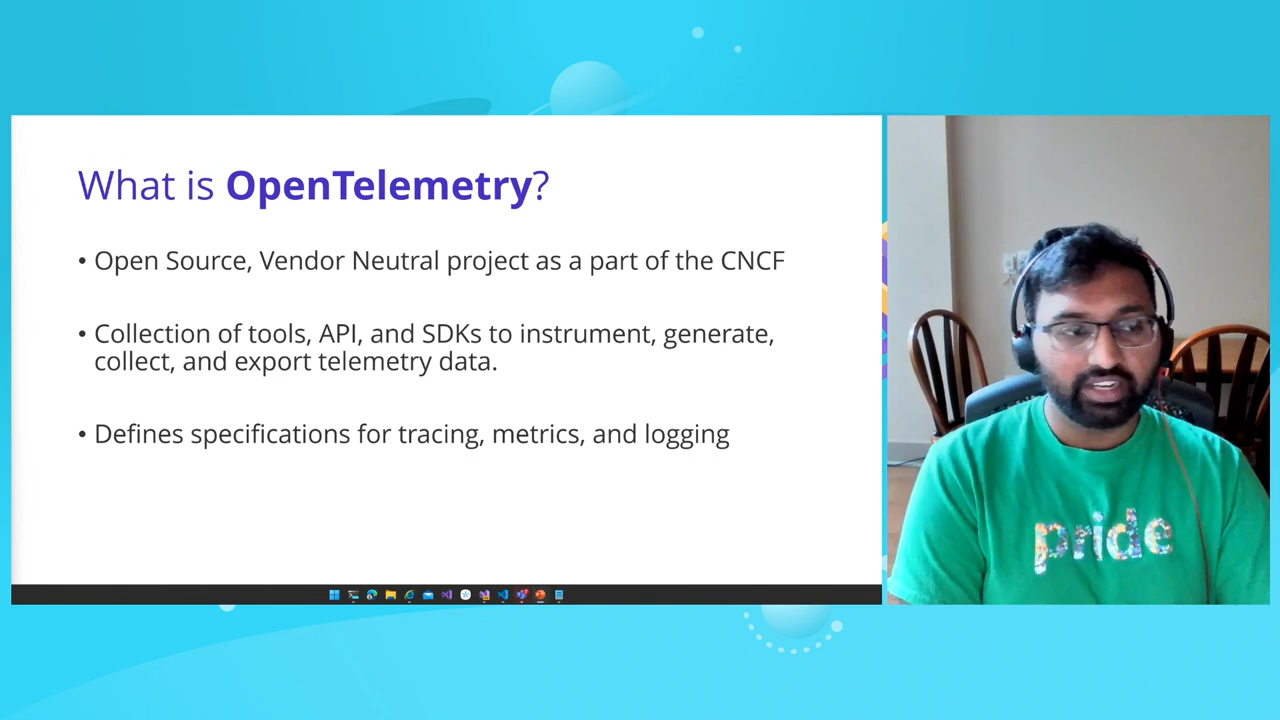 What is OpenTelemetry?
• Open Source, Vendor Neutral project as a part of the CNCF
• Collection of tools, API, and SDKs to instrument, generate,
collect, and export telemetry data.
• Defines specifications for tracing, metrics, and logging
pride